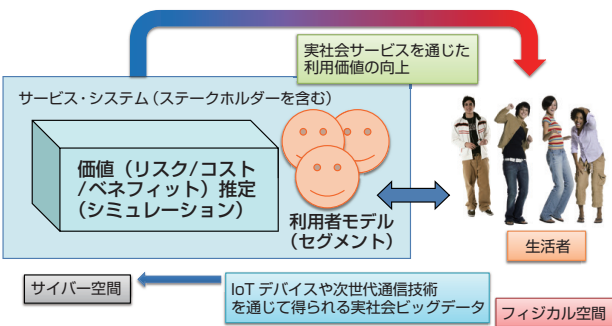 実社会サービスを通じた
利用価値の向上
サービス・システム（ステークホルダーを含む）
価値（リスク/コスト
/ベネフィット）推定
（シミュレーション）
利用者モデル
（セグメント）
生活者
サイバー空間
IoT デバイスや次世代通信技術
を通じて得られる実社会ビッグデータ
フィジカル空間